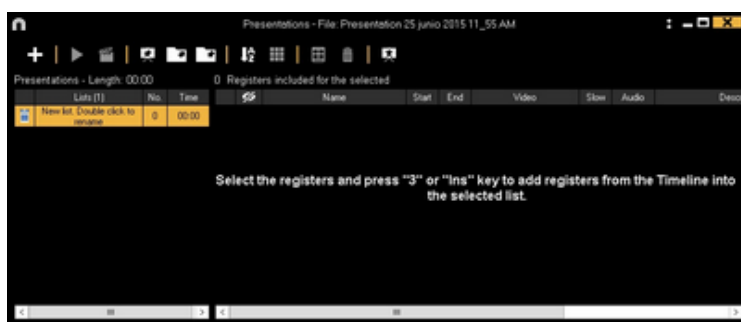 Presentations - File: Presentation 25 junio 2015 11_55 AM
Presentations - Length: 00:00
0 Registers included for the selected
Lists (1) No. Time
Name Start End Video Slow Audio Desc
New list. Double click to
rename
0 00:00
Select the registers and press "3" or "Ins" key to add registers from the Timeline into
the selected list.